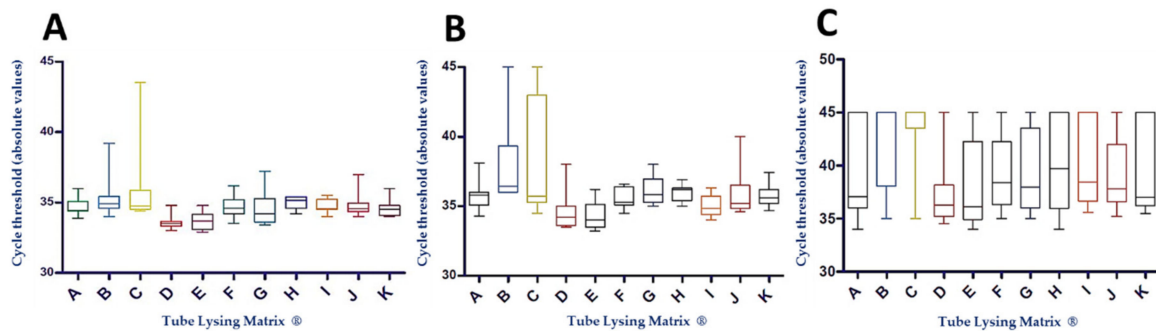 A
Cycle threshold (absolute values)
45
40
35
30
A B C D E F G H I J K
Tube Lysing Matrix ®
B
Cycle threshold (absolute values)
45
40
35
30
A B C D E F G H I J K
Tube Lysing Matrix ®
C
Cycle threshold (absolute values)
50
45
40
35
30
A B C D E F G H I J K
Tube Lysing Matrix ®